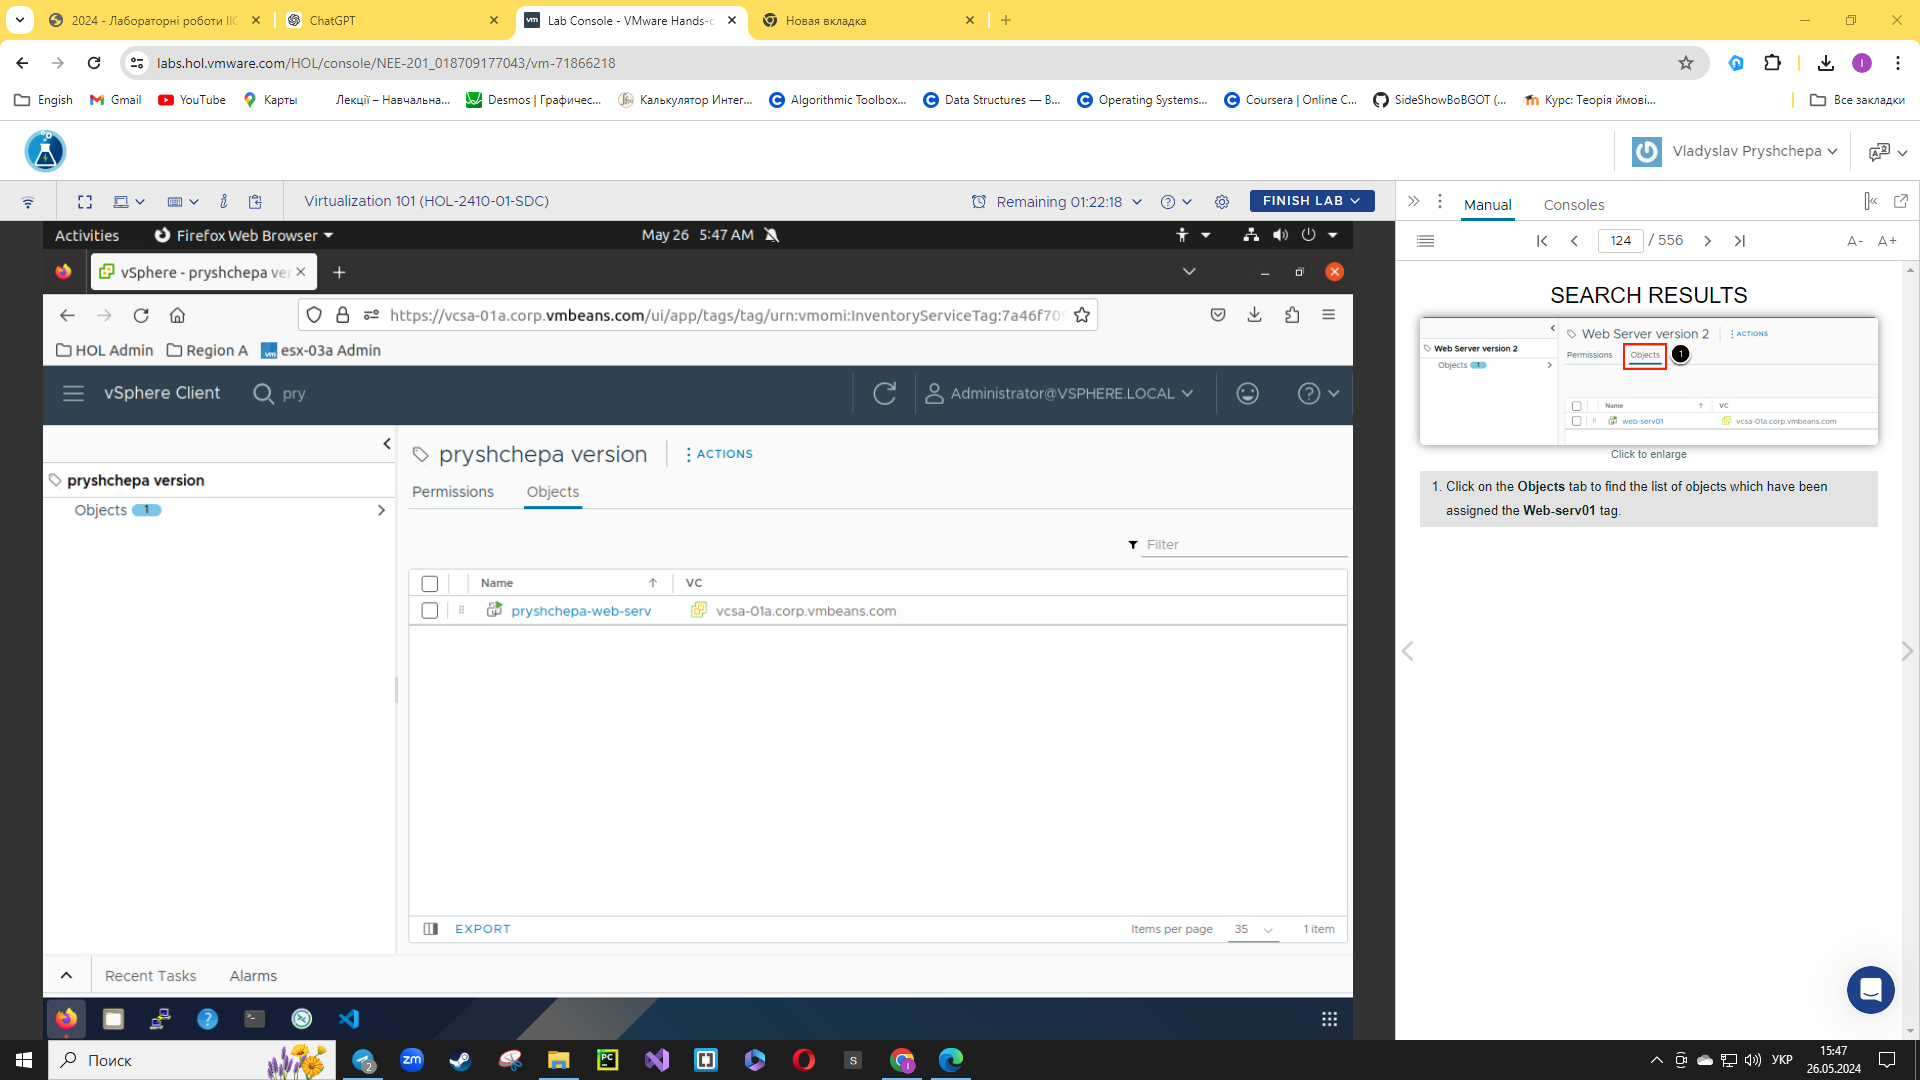 2024 - Лабораторні роботи ІІС
ChatGPT
Lab Console - VMware Hands-o
Новая вкладка
labs.hol.vmware.com/HOL/console/NEE-201_018709177043/vm-71866218
Engish
Gmail
YouTube
Карты
Лекції – Навчальна...
Desmos | Графичес...
Калькулятор Интег...
Algorithmic Toolbox...
Data Structures — В...
Operating Systems...
Coursera | Online C...
SideShowBoBGOT (...
Курс: Теорія ймові...
Все закладки
Vladyslav Pryshchepa
Virtualization 101 (HOL-2410-01-SDC)
Remaining 01:22:18
FINISH LAB
Manual
Consoles
Activities
Firefox Web Browser
May 26 5:47 AM
124 / 556
A-
A+
vSphere - pryshchepa ver
SEARCH RESULTS
https://vcsa-01a.corp.vmbeans.com/ui/app/tags/tag/urn:vmomi:InventoryServiceTag:7a46f709
HOL Admin
Region A
esx-03a Admin
Web Server version 2
ACTIONS
Web Server version 2
Permissions
Objects
1
Objects 1
Name
VC
web-serv01
vcsa-01a.corp.vmbeans.com
Click to enlarge
1. Click on the Objects tab to find the list of objects which have been
assigned the Web-serv01 tag.
vSphere Client
pry
Administrator@VSPHERE.LOCAL
pryshchepa version
Objects 1
pryshchepa version
ACTIONS
Permissions
Objects
Filter
Name
VC
pryshchepa-web-serv
vcsa-01a.corp.vmbeans.com
EXPORT
Items per page
35
1 item
Recent Tasks
Alarms
Поиск
2
zm
PC
S
I
УКР
15:47
26.05.2024